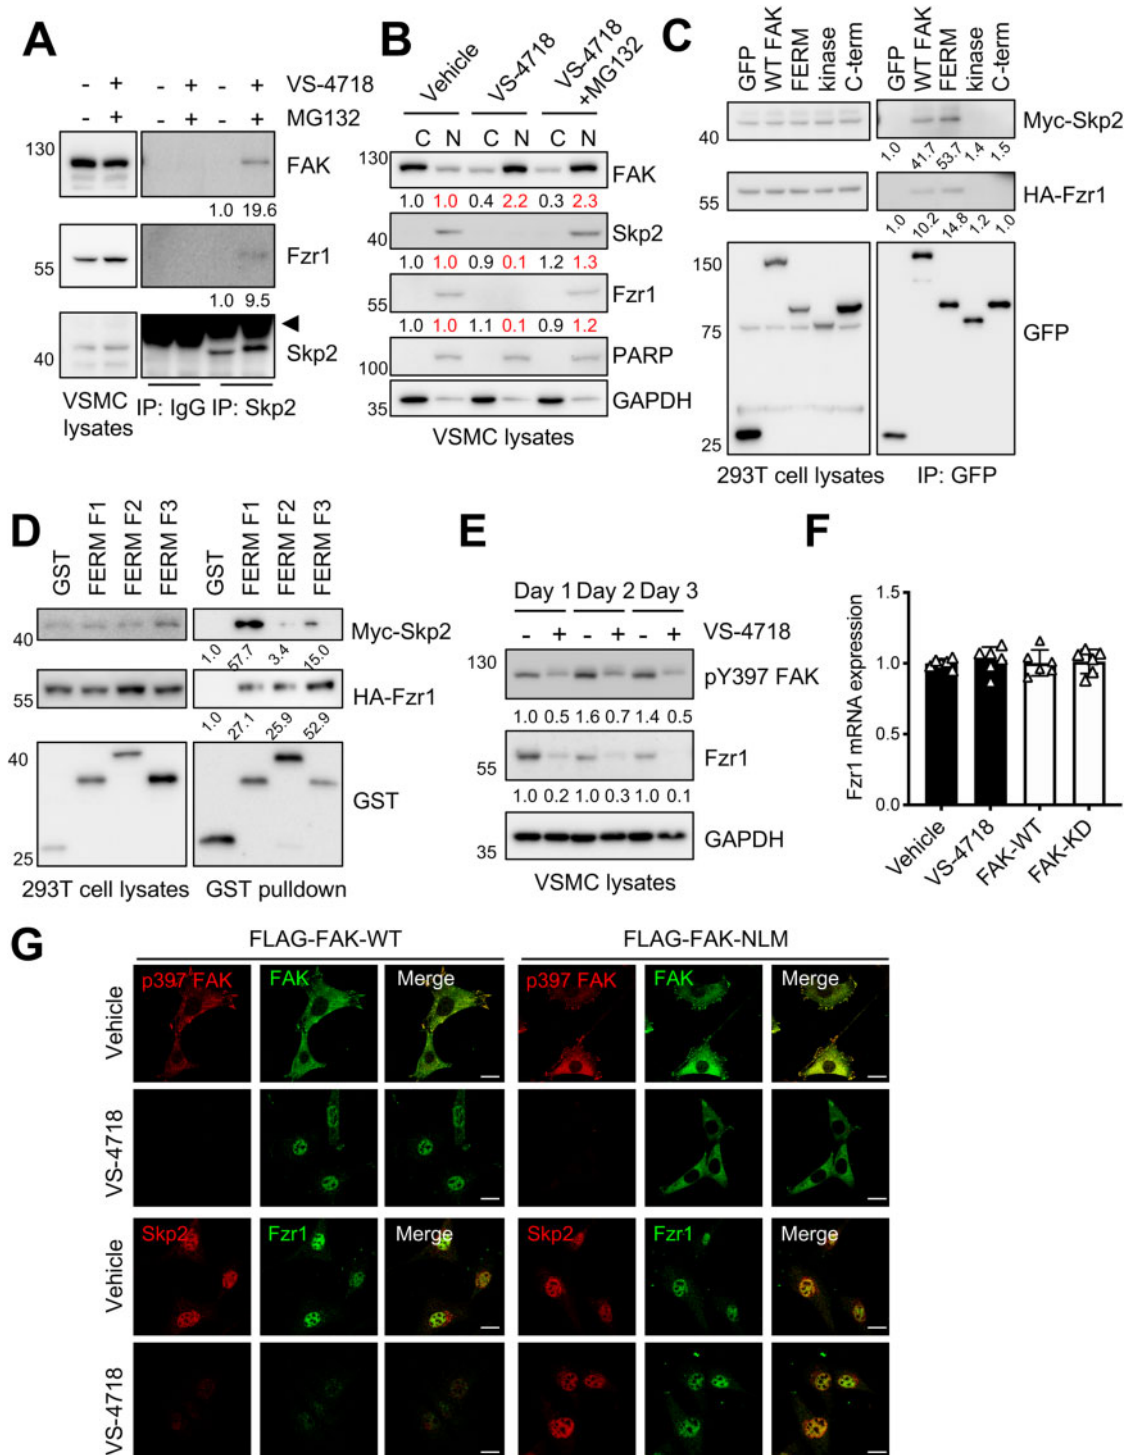 A
- + - + - + VS-4718
- + - + - + MG132
130
FAK
1.0 19.6
55
Fzr1
1.0 9.5
40
Skp2
VSMC lysates
IP: IgG IP: Skp2
B
Vehicle VS-4718 VS-4718 +MG132
C N C N C N
130
FAK
1.0 1.0 0.4 2.2 0.3 2.3
40
Skp2
1.0 1.0 0.9 0.1 1.2 1.3
55
Fzr1
1.0 1.0 1.1 0.1 0.9 1.2
100
PARP
35
GAPDH
VSMC lysates
C
GFP WT FAK FERM kinase C-term GFP WT FAK FERM kinase C-term
40
Myc-Skp2
1.0 41.7 53.7 1.4 1.5
55
HA-Fzr1
1.0 10.2 14.8 1.2 1.0
150
75
25
GFP
293T cell lysates IP: GFP
D
GST FERM F1 FERM F2 FERM F3 GST FERM F1 FERM F2 FERM F3
40
Myc-Skp2
1.0 57.7 3.4 15.0
55
HA-Fzr1
1.0 27.1 25.9 52.9
40
25
GST
293T cell lysates GST pulldown
E
Day 1 Day 2 Day 3
- + - + - + VS-4718
130
pY397 FAK
1.0 0.5 1.6 0.7 1.4 0.5
55
Fzr1
1.0 0.2 1.0 0.3 1.0 0.1
35
GAPDH
VSMC lysates
F
Fzr1 mRNA expression
1.5
1.0
0.5
0.0
Vehicle VS-4718 FAK-WT FAK-KD
G
FLAG-FAK-WT FLAG-FAK-NLM
Vehicle
p397 FAK FAK Merge p397 FAK FAK Merge
VS-4718
Vehicle
Skp2 Fzr1 Merge Skp2 Fzr1 Merge
VS-4718